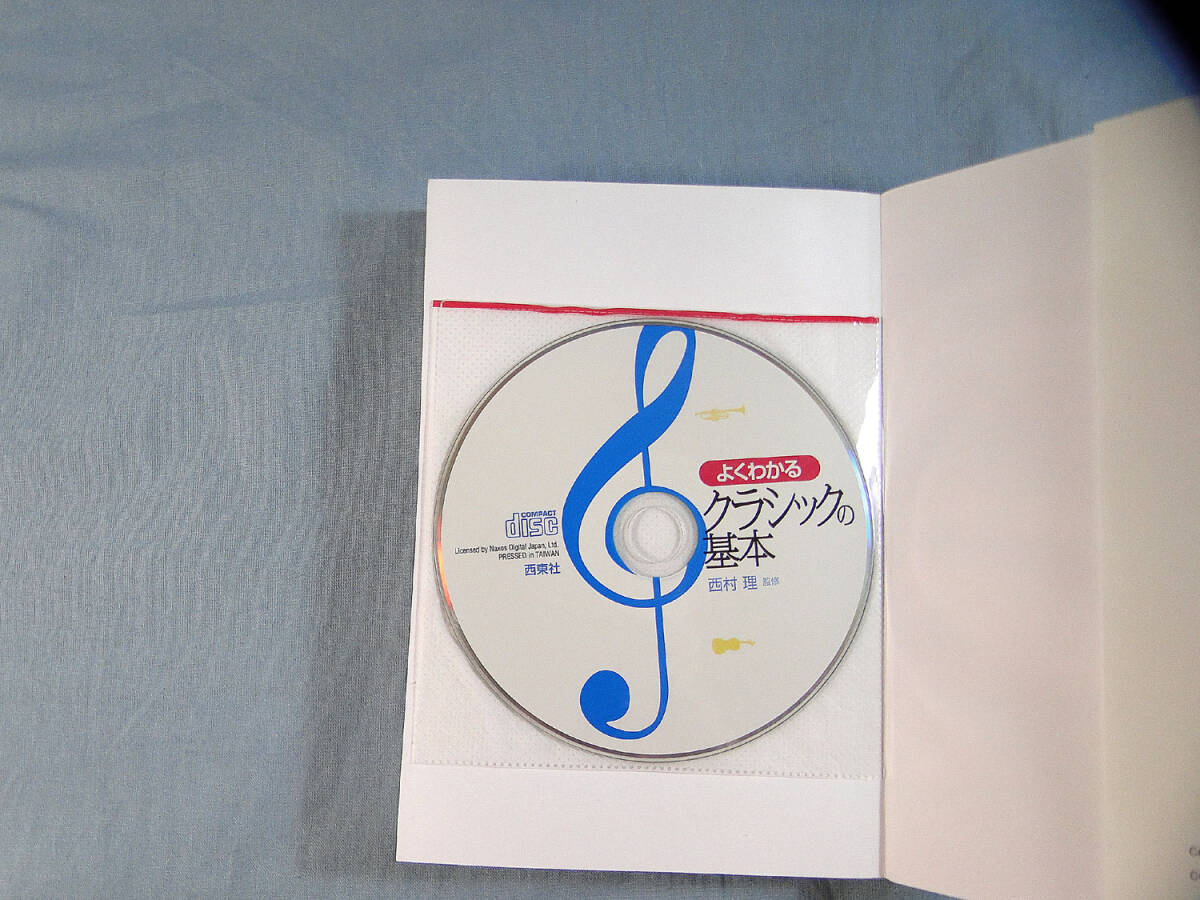 よくわかる
クラシックの
基本
西村 理 監修
COMPACT
disc
Licensed by Naxos Digital Japan, Ltd.
PRESSED in TAIWAN
西東社